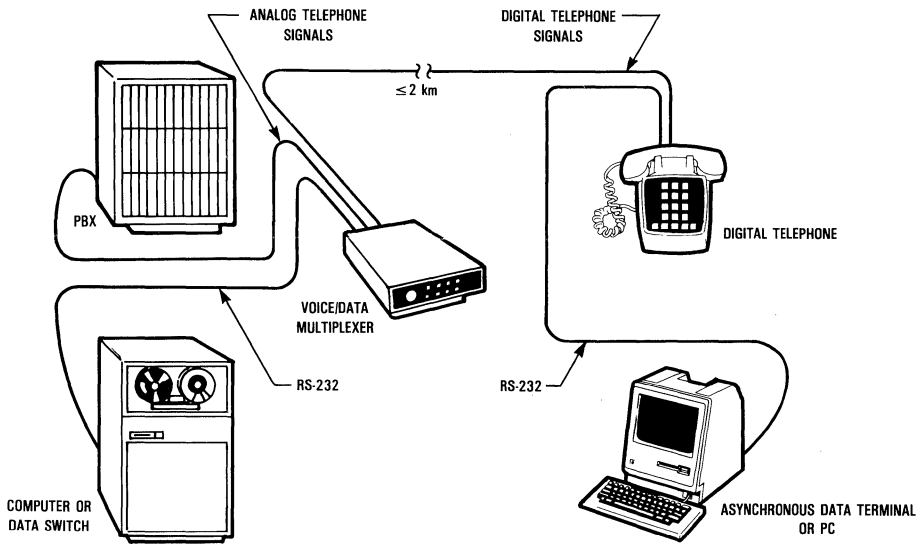 ANALOG TELEPHONE
SIGNALS
DIGITAL TELEPHONE
SIGNALS
≤2 km
PBX
DIGITAL TELEPHONE
VOICE/DATA
MULTIPLEXER
RS-232
RS-232
COMPUTER OR
DATA SWITCH
ASYNCHRONOUS DATA TERMINAL
OR PC